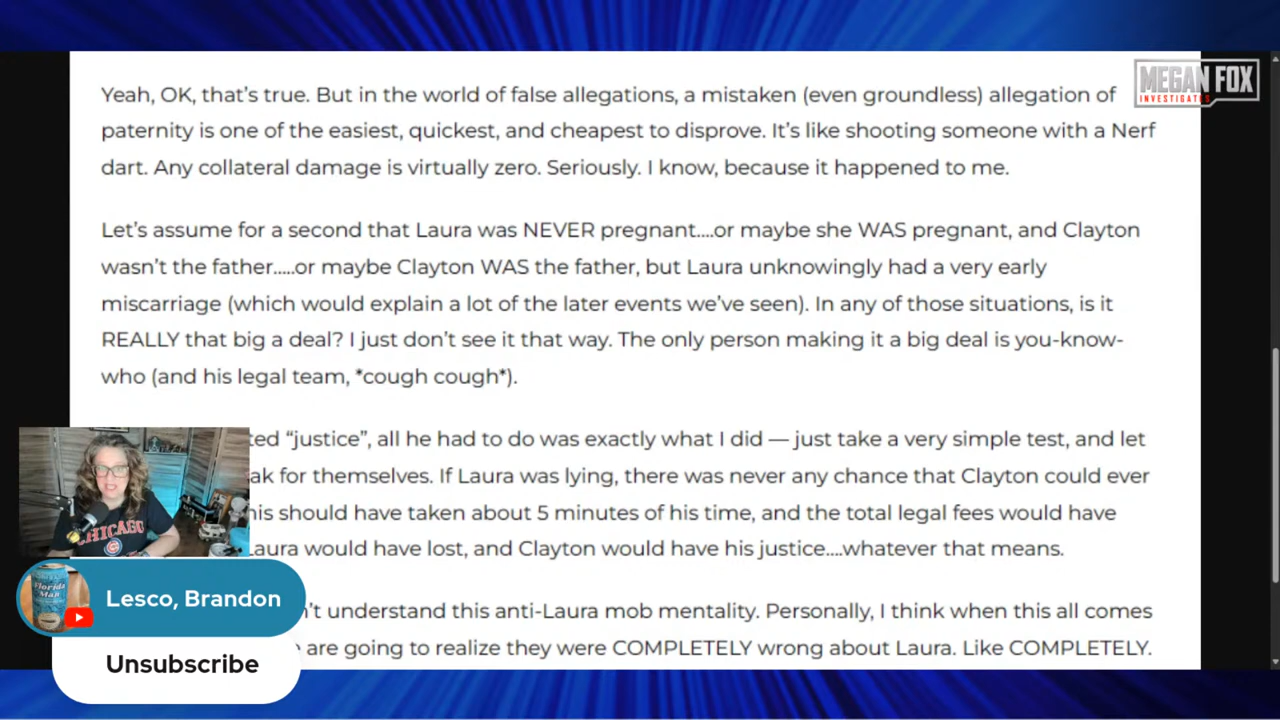 MEGAN FOX
INVESTIGATES
Yeah, OK, that's true. But in the world of false allegations, a mistaken (even groundless) allegation of
paternity is one of the easiest, quickest, and cheapest to disprove. It's like shooting someone with a Nerf
dart. Any collateral damage is virtually zero. Seriously. I know, because it happened to me.
Let's assume for a second that Laura was NEVER pregnant....or maybe she WAS pregnant, and Clayton
wasn't the father.....or maybe Clayton WAS the father, but Laura unknowingly had a very early
miscarriage (which would explain a lot of the later events we've seen). In any of those situations, is it
REALLY that big a deal? I just don't see it that way. The only person making it a big deal is you-know-
who (and his legal team, *cough cough*).
ted “justice”, all he had to do was exactly what I did — just take a very simple test, and let
ak for themselves. If Laura was lying, there was never any chance that Clayton could ever
his should have taken about 5 minutes of his time, and the total legal fees would have
Laura would have lost, and Clayton would have his justice....whatever that means.
n't understand this anti-Laura mob mentality. Personally, I think when this all comes
are going to realize they were COMPLETELY wrong about Laura. Like COMPLETELY.
CHICAGO
Florida
Man
Lesco, Brandon
Unsubscribe